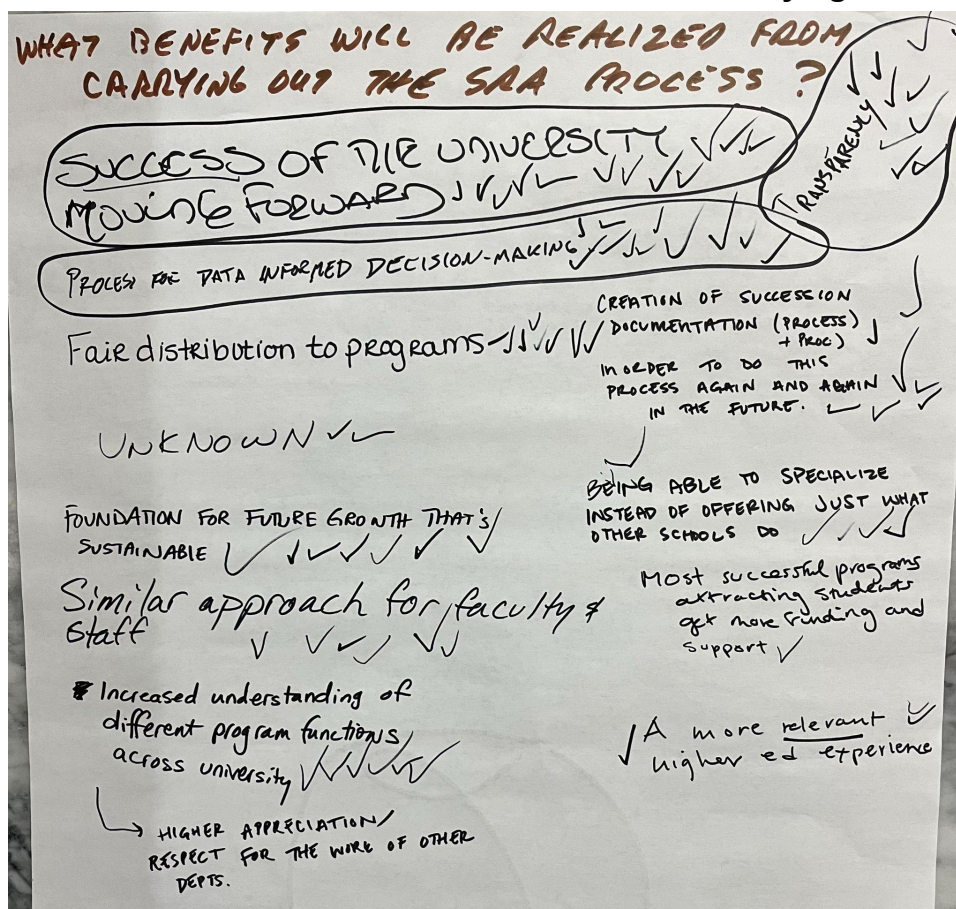 WHAT BENEFITS WILL BE REALIZED FROM
CARRYING OUT THE SRA PROCESS?
SUCCESS OF THE UNIVERSITY
MOVING FORWARD
TRANSPARENCY
PROCESS FOR DATA INFORMED DECISION-MAKING
Fair distribution to programs
CREATION OF SUCCESSION
DOCUMENTATION (PROCESS)
+ PROC)
IN ORDER TO DO THIS
PROCESS AGAIN AND AGAIN
IN THE FUTURE.
UNKNOWN
BEING ABLE TO SPECIALIZE
INSTEAD OF OFFERING JUST WHAT
OTHER SCHOOLS DO
FOUNDATION FOR FUTURE GROWTH THAT'S
SUSTAINABLE
Most successful programs
attracting students
get more funding and
support
Similar approach for faculty &
Staff
Increased understanding of
different program functions
across university
A more relevant
higher ed experience
HIGHER APPRECIATION/
RESPECT FOR THE WORK OF OTHER
DEPTS.